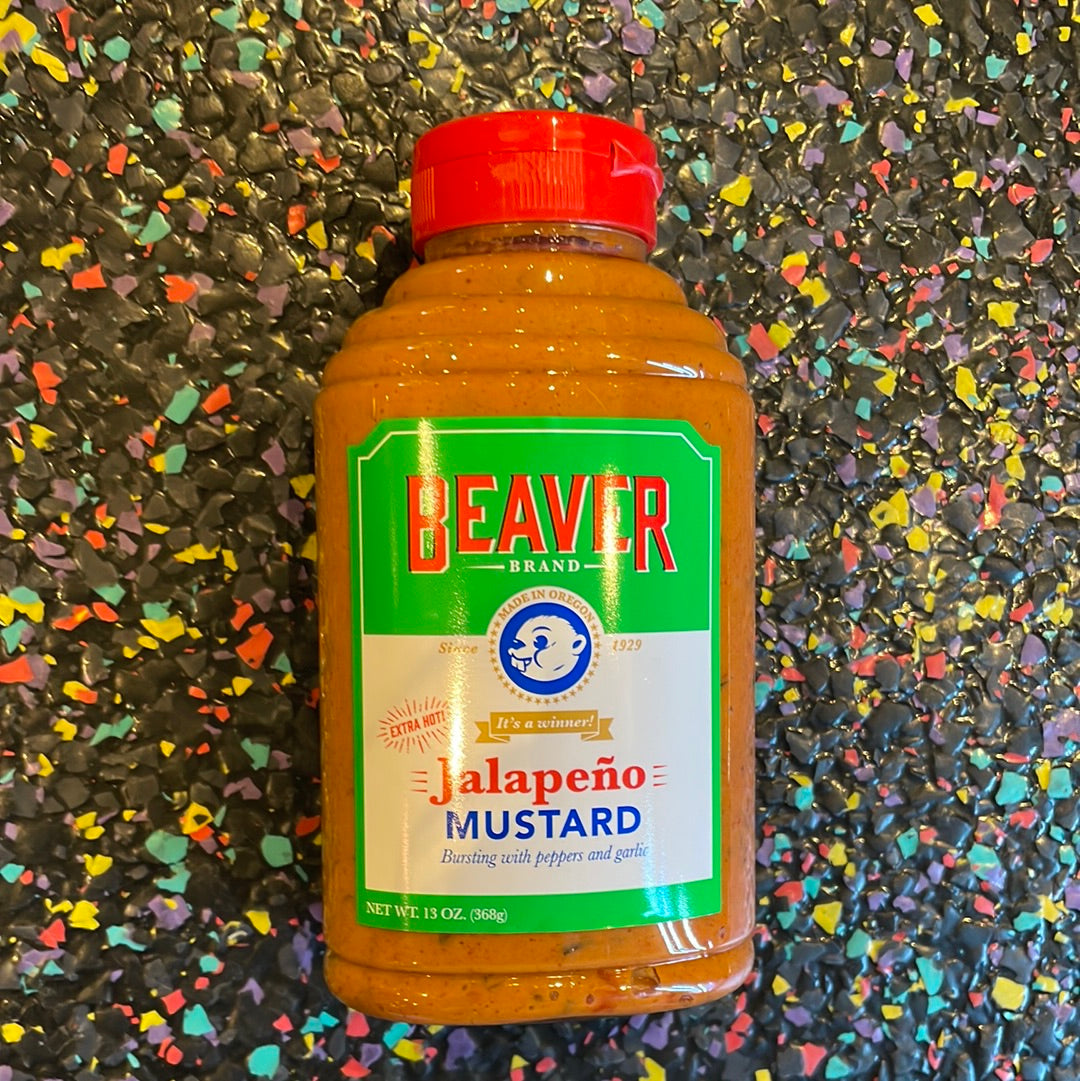 BEAVER
BRAND
MADE IN OREGON
Since 1929
EXTRA HOT!
It's a winner!
Jalapeño
MUSTARD
Bursting with peppers and garlic
NET WT. 13 OZ. (368g)